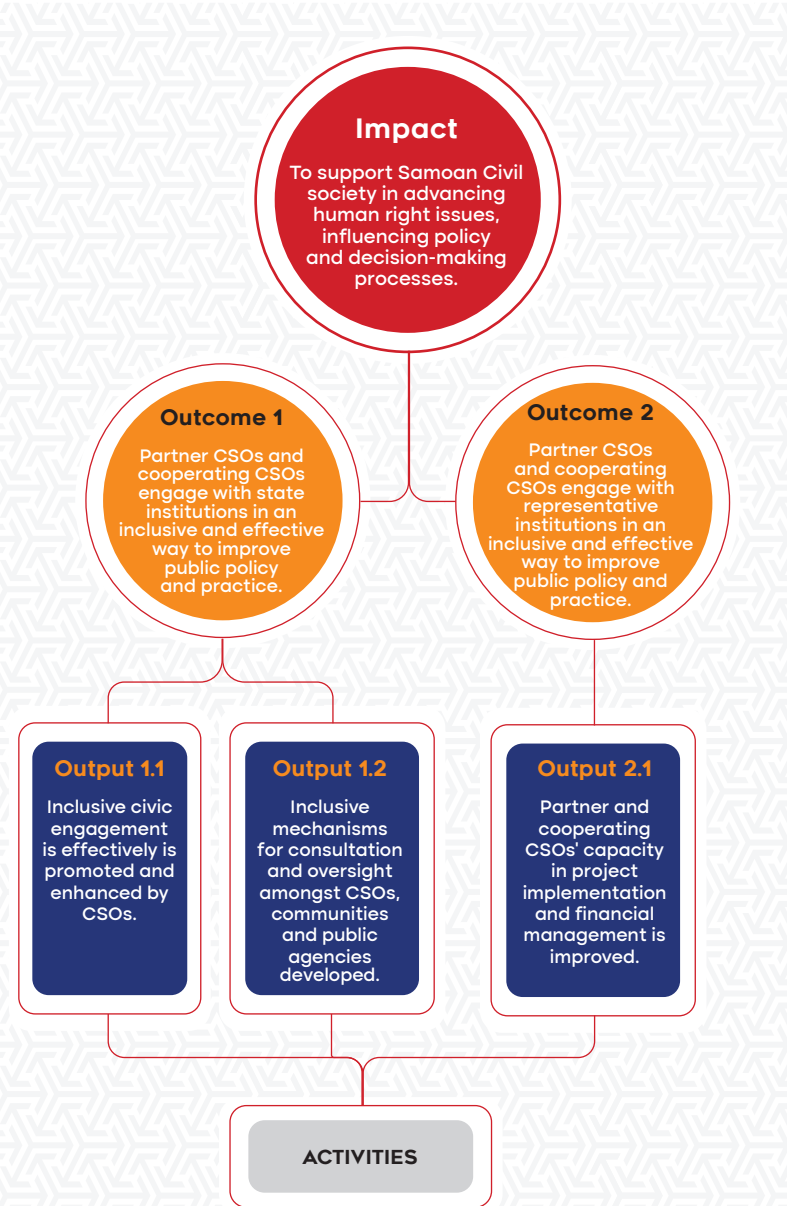 Impact
To support Samoan Civil
society in advancing
human right issues,
influencing policy
and decision-making
processes.
Outcome 1
Partner CSOs and
cooperating CSOs
engage with state
institutions in an
inclusive and effective
way to improve
public policy
and practice.
Outcome 2
Partner CSOs
and cooperating
CSOs engage with
representative
institutions in an
inclusive and effective
way to improve
public policy and
practice.
Output 1.1
Inclusive civic
engagement
is effectively is
promoted and
enhanced by
CSOs.
Output 1.2
Inclusive
mechanisms
for consultation
and oversight
amongst CSOs,
communities
and public
agencies
developed.
Output 2.1
Partner and
cooperating
CSOs' capacity
in project
implementation
and financial
management is
improved.
ACTIVITIES